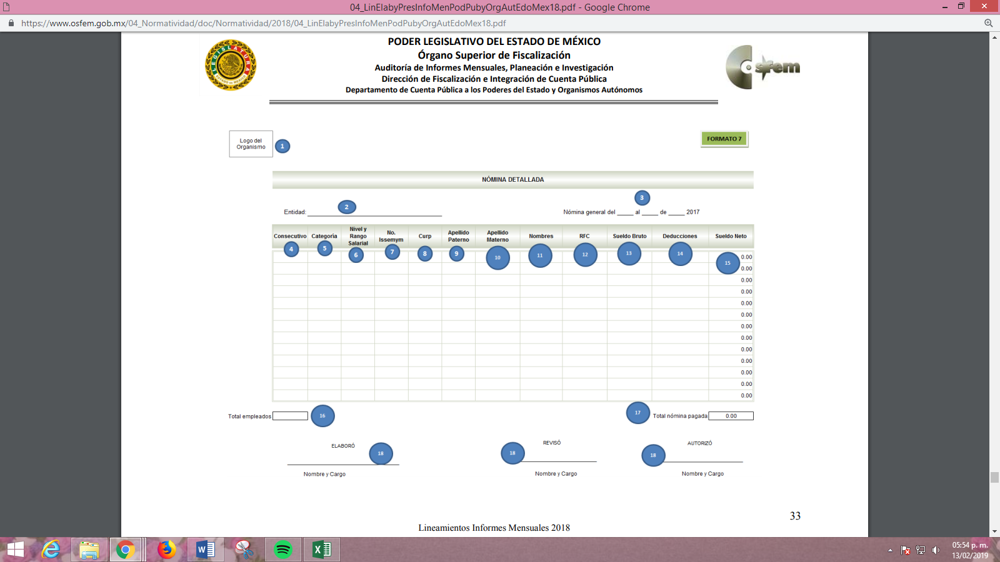 04_LinElabyPresInfoMenPodPubyOrgAutEdoMex18.pdf - Google Chrome
https://www.osfem.gob.mx/04_Normatividad/doc/Normatividad/2018/04_LinElabyPresInfoMenPodPubyOrgAutEdoMex18.pdf
PODER LEGISLATIVO DEL ESTADO DE MÉXICO
Órgano Superior de Fiscalización
Auditoría de Informes Mensuales, Planeación e Investigación
Dirección de Fiscalización e Integración de Cuenta Pública
Departamento de Cuenta Pública a los Poderes del Estado y Organismos Autónomos
LEGISLATURA
ESTADO DE MÉXICO
osfem
Logo del
Organismo
1
FORMATO 7
NÓMINA DETALLADA
3
2
Entidad: ____________
Nómina general del _____ al _____ de _____ 2017
Consecutivo Categoria Nivel y Rango Salarial No. Issemym Curp Apellido Paterno Apellido Materno Nombres RFC Sueldo Bruto Deducciones Sueldo Neto
4 5 6 7 8 9 10 11 12 13 14 15
0.00
0.00
0.00
0.00
0.00
0.00
0.00
0.00
0.00
0.00
0.00
0.00
0.00
Total empleados 16 17 Total nómina pagada 0.00
ELABORÓ REVISÓ AUTORIZÓ
18 18 18
Nombre y Cargo Nombre y Cargo Nombre y Cargo
33
Lineamientos Informes Mensuales 2018
05:54 p. m.
13/02/2019